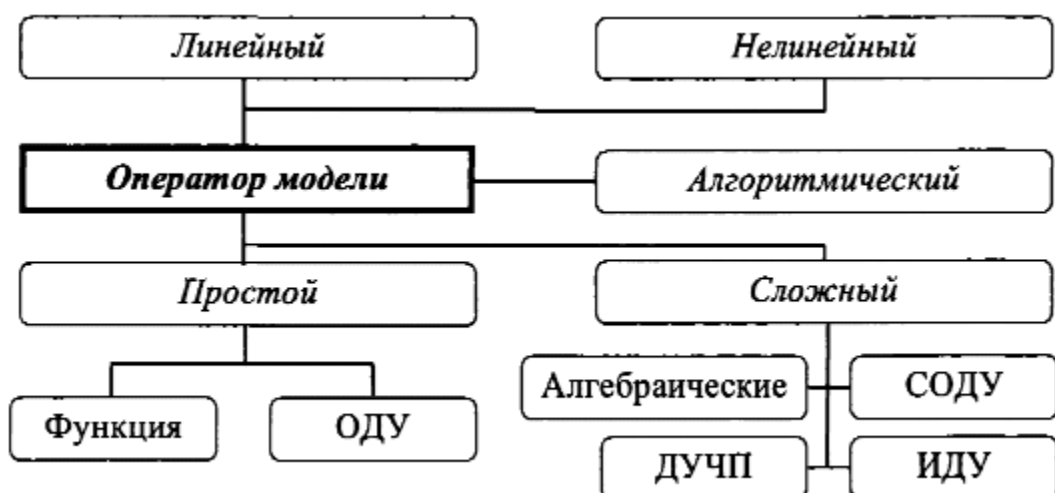 Линейный
Нелинейный
Оператор модели
Алгоритмический
Простой
Сложный
Функция
ОДУ
Алгебраические
СОДУ
ДУЧП
ИДУ